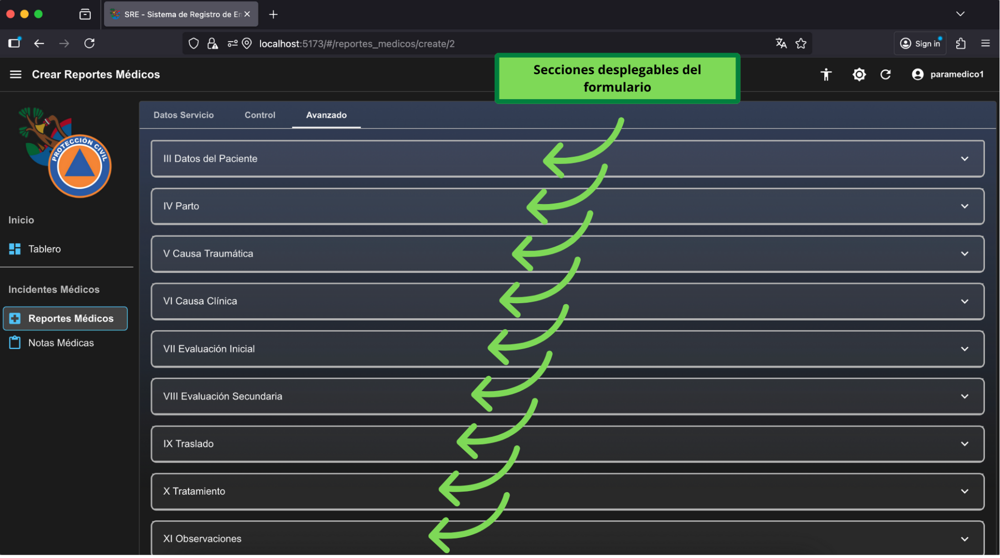 SRE - Sistema de Registro de En
localhost:5173/#/reportes_medicos/create/2
Sign in
Crear Reportes Médicos
Secciones desplegables del
formulario
paramedico1
PROTECCIÓN CIVIL
Datos Servicio
Control
Avanzado
III Datos del Paciente
IV Parto
Inicio
Tablero
V Causa Traumática
Incidentes Médicos
VI Causa Clínica
Reportes Médicos
Notas Médicas
VII Evaluación Inicial
VIII Evaluación Secundaria
IX Traslado
X Tratamiento
XI Observaciones